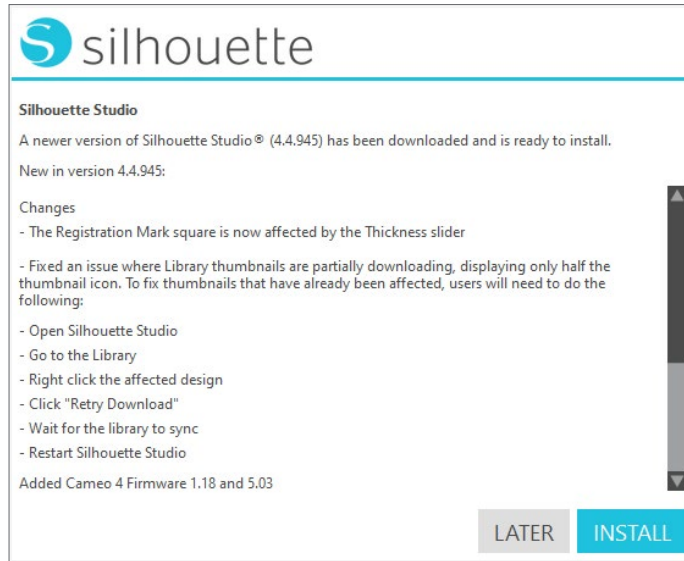 S silhouette
Silhouette Studio
A newer version of Silhouette Studio® (4.4.945) has been downloaded and is ready to install.
New in version 4.4.945:
Changes
- The Registration Mark square is now affected by the Thickness slider
- Fixed an issue where Library thumbnails are partially downloading, displaying only half the
thumbnail icon. To fix thumbnails that have already been affected, users will need to do the
following:
- Open Silhouette Studio
- Go to the Library
- Right click the affected design
- Click "Retry Download"
- Wait for the library to sync
- Restart Silhouette Studio
Added Cameo 4 Firmware 1.18 and 5.03
LATER INSTALL